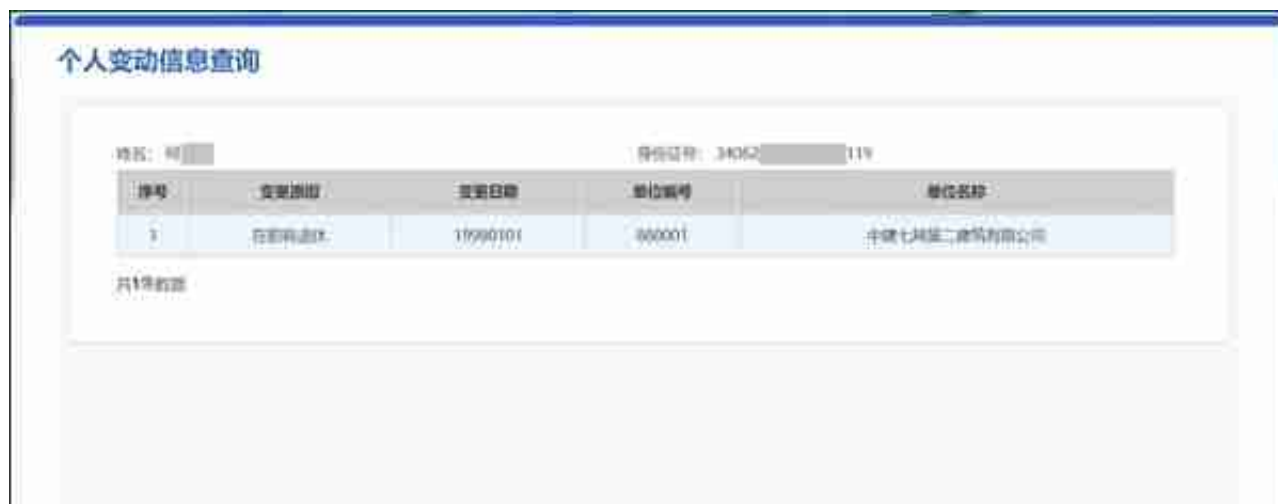 个人变动信息查询
姓名: 何
身份证号: 34062 119
序号 变更原因 变更日期 单位编号 单位名称
1 在职转退休 19990101 660001 中建七局第二建筑有限公司
共1条数据